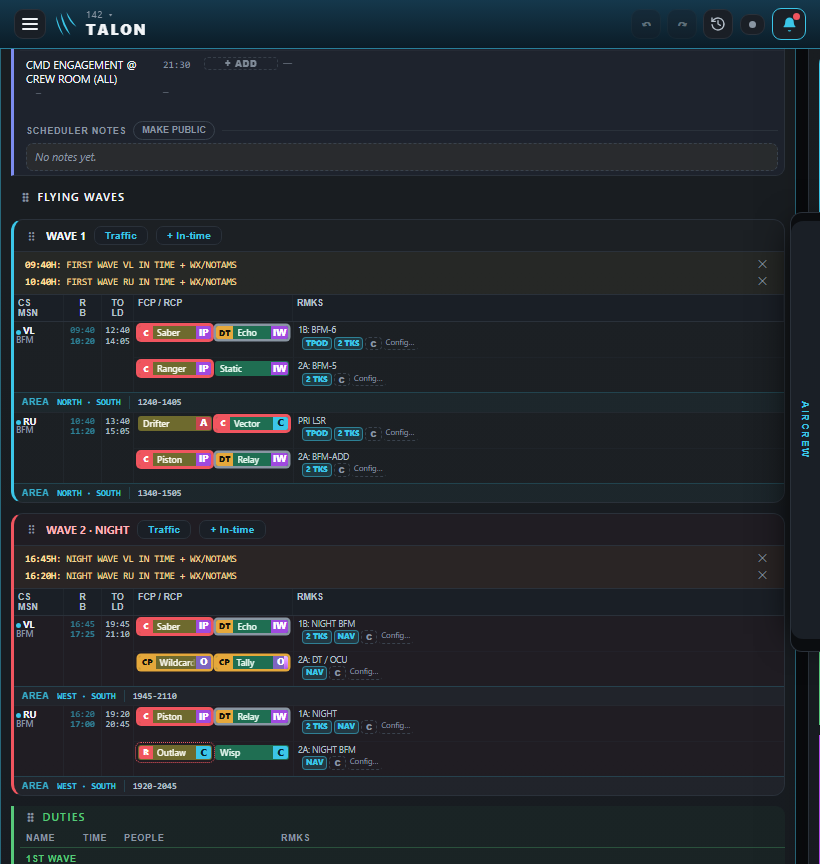 142 -
TALON
CMD ENGAGEMENT @ 21:30 + ADD —
CREW ROOM (ALL)
– –
SCHEDULER NOTES MAKE PUBLIC
No notes yet.
FLYING WAVES
WAVE 1 Traffic + In-time
09:40H: FIRST WAVE VL IN TIME + WX/NOTAMS
10:40H: FIRST WAVE RU IN TIME + WX/NOTAMS
CS R TO FCP / RCP RMKS
MSN B LD
VL 09:40 12:40 C Saber IP DT Echo IW 1B: BFM-6
BFM 10:20 14:05 TPOD 2 TKS C Config...
C Ranger IP Static IW 2A: BFM-5
2 TKS C Config...
AREA NORTH · SOUTH 1240-1405
RU 10:40 13:40 Drifter A C Vector C PRI LSR
BFM 11:20 15:05 TPOD 2 TKS C Config...
C Piston IP DT Relay IW 2A: BFM-ADD
2 TKS C Config...
AREA NORTH · SOUTH 1340-1505
WAVE 2 · NIGHT Traffic + In-time
16:45H: NIGHT WAVE VL IN TIME + WX/NOTAMS
16:20H: NIGHT WAVE RU IN TIME + WX/NOTAMS
CS R TO FCP / RCP RMKS
MSN B LD
VL 16:45 19:45 C Saber IP DT Echo IW 1B: NIGHT BFM
BFM 17:25 21:10 2 TKS NAV C Config...
CP Wildcard O CP Tally O 2A: DT / OCU
NAV C Config...
AREA WEST · SOUTH 1945-2110
RU 16:20 19:20 C Piston IP DT Relay IW 1A: NIGHT
BFM 17:00 20:45 2 TKS NAV C Config...
R Outlaw C Wisp C 2A: NIGHT BFM
NAV C Config...
AREA WEST · SOUTH 1920-2045
DUTIES
NAME TIME PEOPLE RMKS
1ST WAVE
AIRCREW